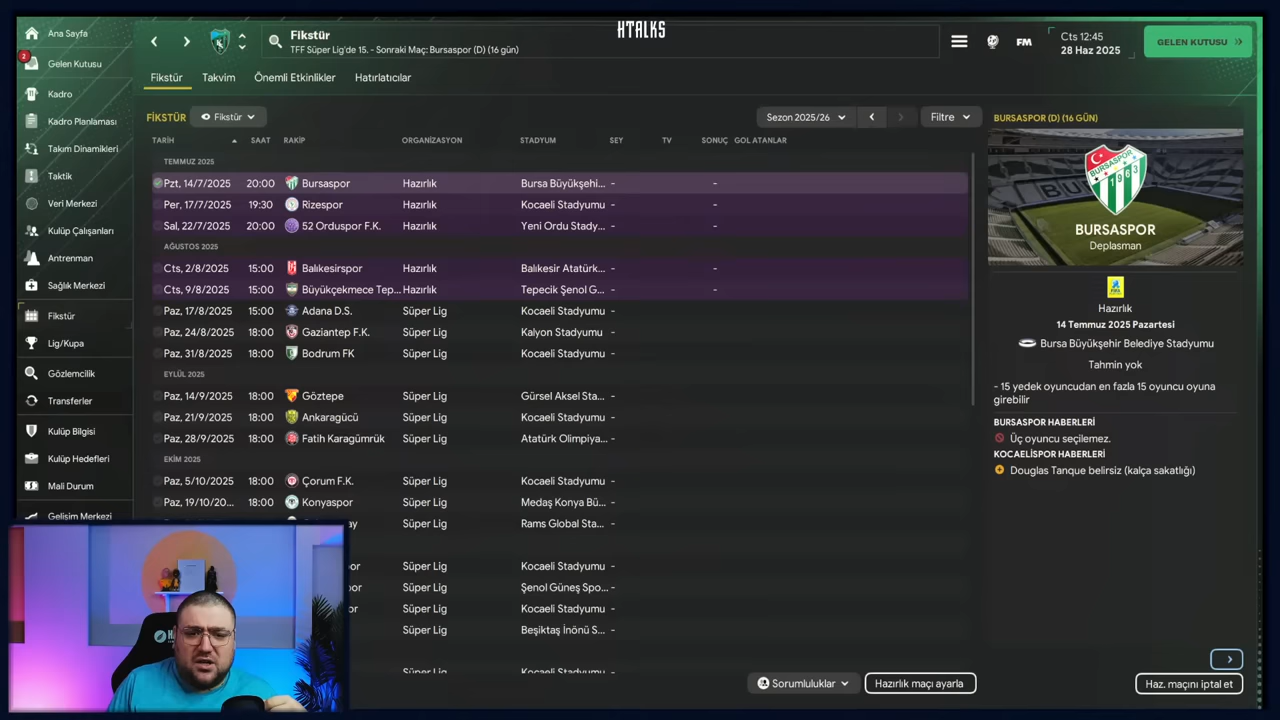 HTALKS
Ana Sayfa
2
Gelen Kutusu
Kadro
Kadro Planlaması
Takım Dinamikleri
Taktik
Veri Merkezi
Kulüp Çalışanları
Antrenman
Sağlık Merkezi
Fikstür
Lig/Kupa
Gözlemcilik
Transferler
Kulüp Bilgisi
Kulüp Hedefleri
Mali Durum
Gelişim Merkezi
Fikstür
TFF Süper Lig'de 15. - Sonraki Maç: Bursaspor (D) (16 gün)
FM
Cts 12:45
28 Haz 2025
GELEN KUTUSU
Fikstür Takvim Önemli Etkinlikler Hatırlatıcılar
FİKSTÜR Fikstür Sezon 2025/26 Filtre
TARİH SAAT RAKİP ORGANİZASYON STADYUM SEY TV SONUÇ GOL ATANLAR
TEMMUZ 2025
Pzt, 14/7/2025 20:00 Bursaspor Hazırlık Bursa Büyükşehi... - -
Per, 17/7/2025 19:30 Rizespor Hazırlık Kocaeli Stadyumu - -
Sal, 22/7/2025 20:00 52 Orduspor F.K. Hazırlık Yeni Ordu Stady... - -
AĞUSTOS 2025
Cts, 2/8/2025 15:00 Balıkesirspor Hazırlık Balıkesir Atatürk... - -
Cts, 9/8/2025 15:00 Büyükçekmece Tep... Hazırlık Tepecik Şenol G... - -
Paz, 17/8/2025 15:00 Adana D.S. Süper Lig Kocaeli Stadyumu -
Paz, 24/8/2025 18:00 Gaziantep F.K. Süper Lig Kalyon Stadyumu -
Paz, 31/8/2025 18:00 Bodrum FK Süper Lig Kocaeli Stadyumu -
EYLÜL 2025
Paz, 14/9/2025 18:00 Göztepe Süper Lig Gürsel Aksel Sta... -
Paz, 21/9/2025 18:00 Ankaragücü Süper Lig Kocaeli Stadyumu -
Paz, 28/9/2025 18:00 Fatih Karagümrük Süper Lig Atatürk Olimpiya... -
EKİM 2025
Paz, 5/10/2025 18:00 Çorum F.K. Süper Lig Kocaeli Stadyumu -
Paz, 19/10/20... 18:00 Konyaspor Süper Lig Medaş Konya Bü... -
ay Süper Lig Rams Global Sta... -
or Süper Lig Kocaeli Stadyumu -
por Süper Lig Şenol Güneş Spo... -
or Süper Lig Kocaeli Stadyumu -
Süper Lig Beşiktaş İnönü S... -
Süper Lig Kocaeli Stadyumu -
Sorumluluklar
Hazırlık maçı ayarla
BURSASPOR (D) (16 GÜN)
1963
BURSASPOR
Deplasman
Hazırlık
14 Temmuz 2025 Pazartesi
Bursa Büyükşehir Belediye Stadyumu
Tahmin yok
- 15 yedek oyuncudan en fazla 15 oyuncu oyuna
girebilir
BURSASPOR HABERLERİ
Üç oyuncu seçilemez.
KOCAELİSPOR HABERLERİ
Douglas Tanque belirsiz (kalça sakatlığı)
Haz. maçını iptal et